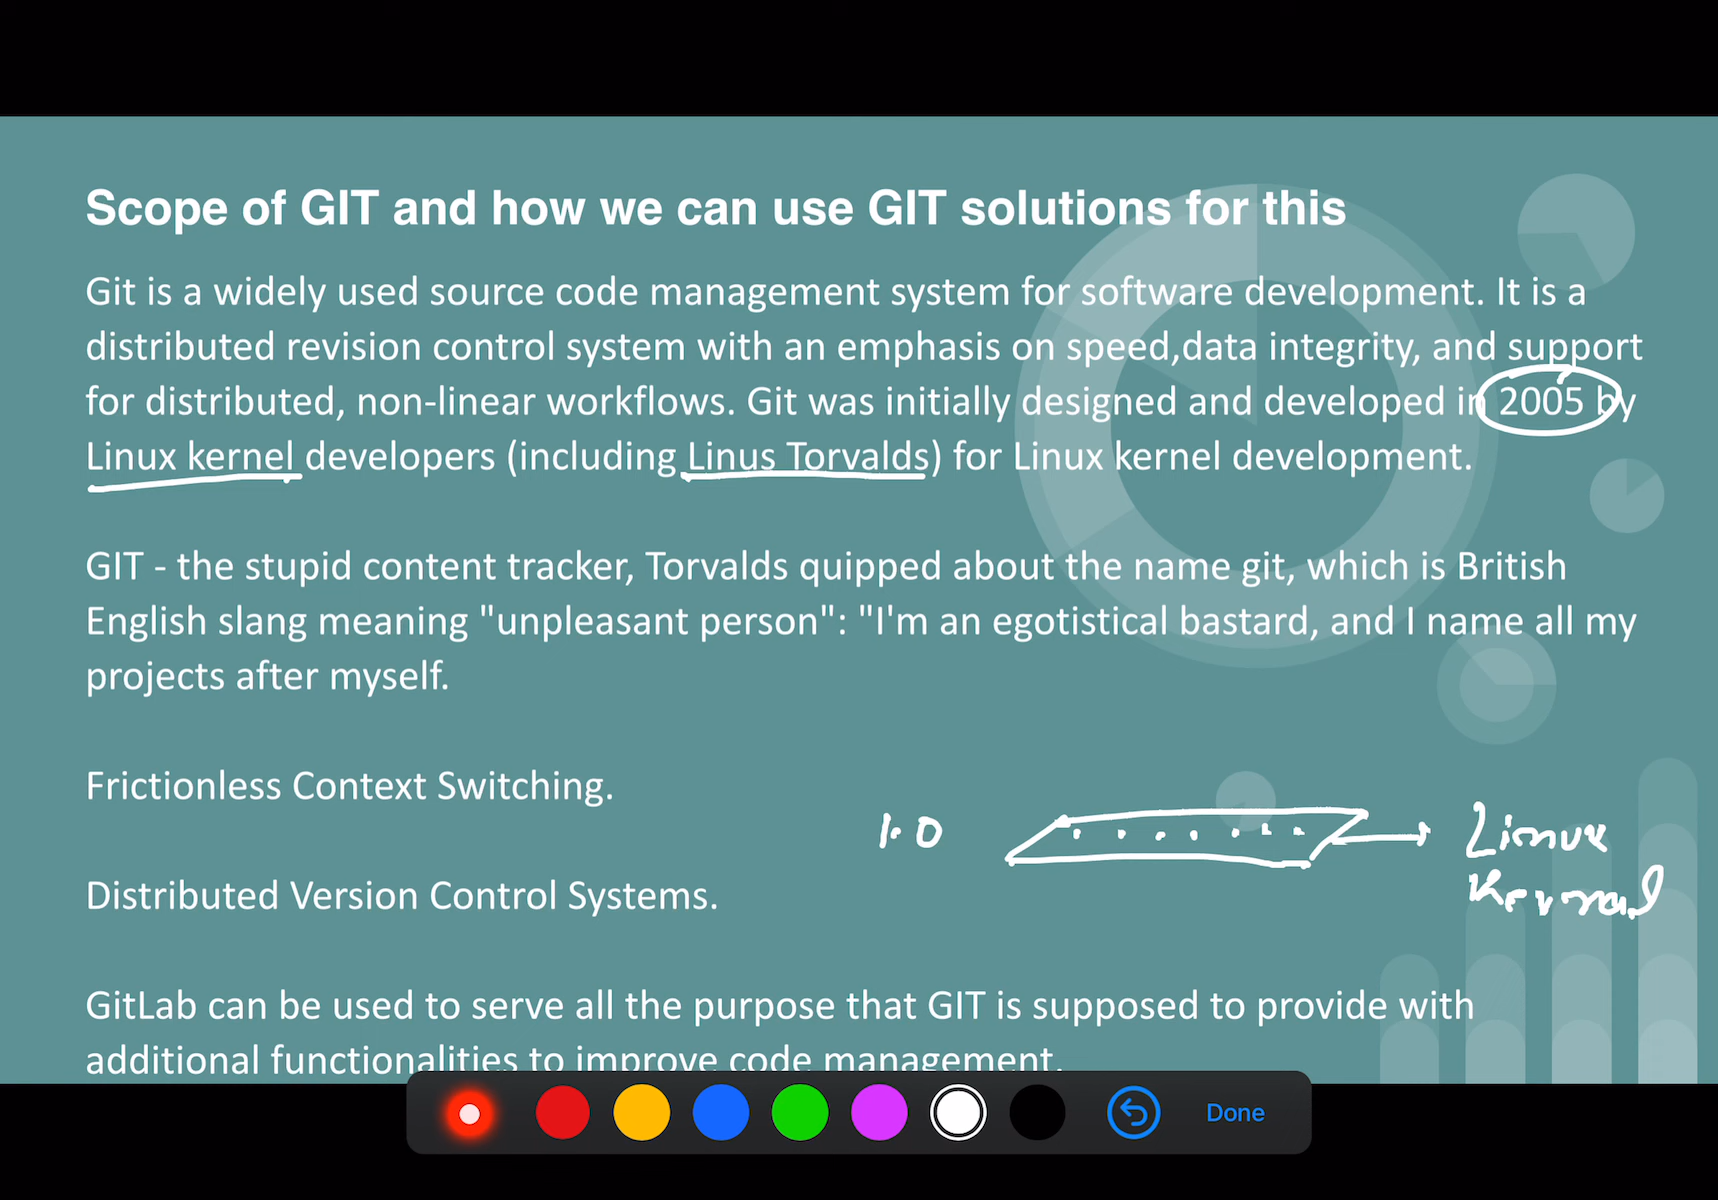 Scope of GIT and how we can use GIT solutions for this
Git is a widely used source code management system for software development. It is a
distributed revision control system with an emphasis on speed,data integrity, and support
for distributed, non-linear workflows. Git was initially designed and developed in 2005 by
Linux kernel developers (including Linus Torvalds) for Linux kernel development.
GIT - the stupid content tracker, Torvalds quipped about the name git, which is British
English slang meaning "unpleasant person": "I'm an egotistical bastard, and I name all my
projects after myself.
Frictionless Context Switching.
1.0
Linux
Kernal
Distributed Version Control Systems.
GitLab can be used to serve all the purpose that GIT is supposed to provide with
additional functionalities to improve code management.
Done